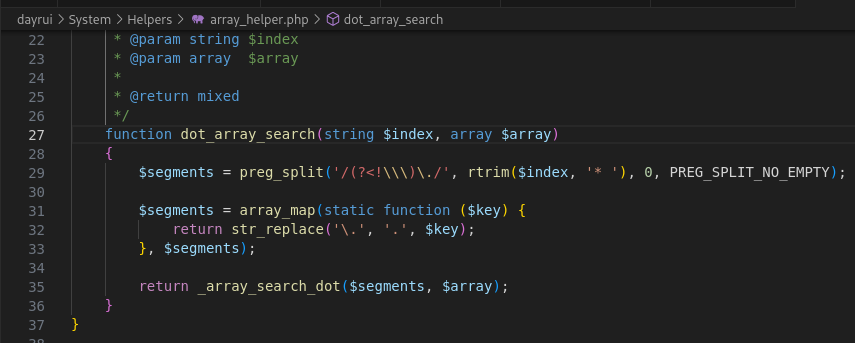 dayrui > System > Helpers > array_helper.php > dot_array_search
22 * @param string $index
23 * @param array  $array
24 *
25 * @return mixed
26 */
27 function dot_array_search(string $index, array $array)
28 {
29 $segments = preg_split('/(?<!\\\)\./', rtrim($index, '* '), 0, PREG_SPLIT_NO_EMPTY);
30
31 $segments = array_map(static function ($key) {
32 return str_replace('\.', '.', $key);
33 }, $segments);
34
35 return _array_search_dot($segments, $array);
36 }
37 }
38